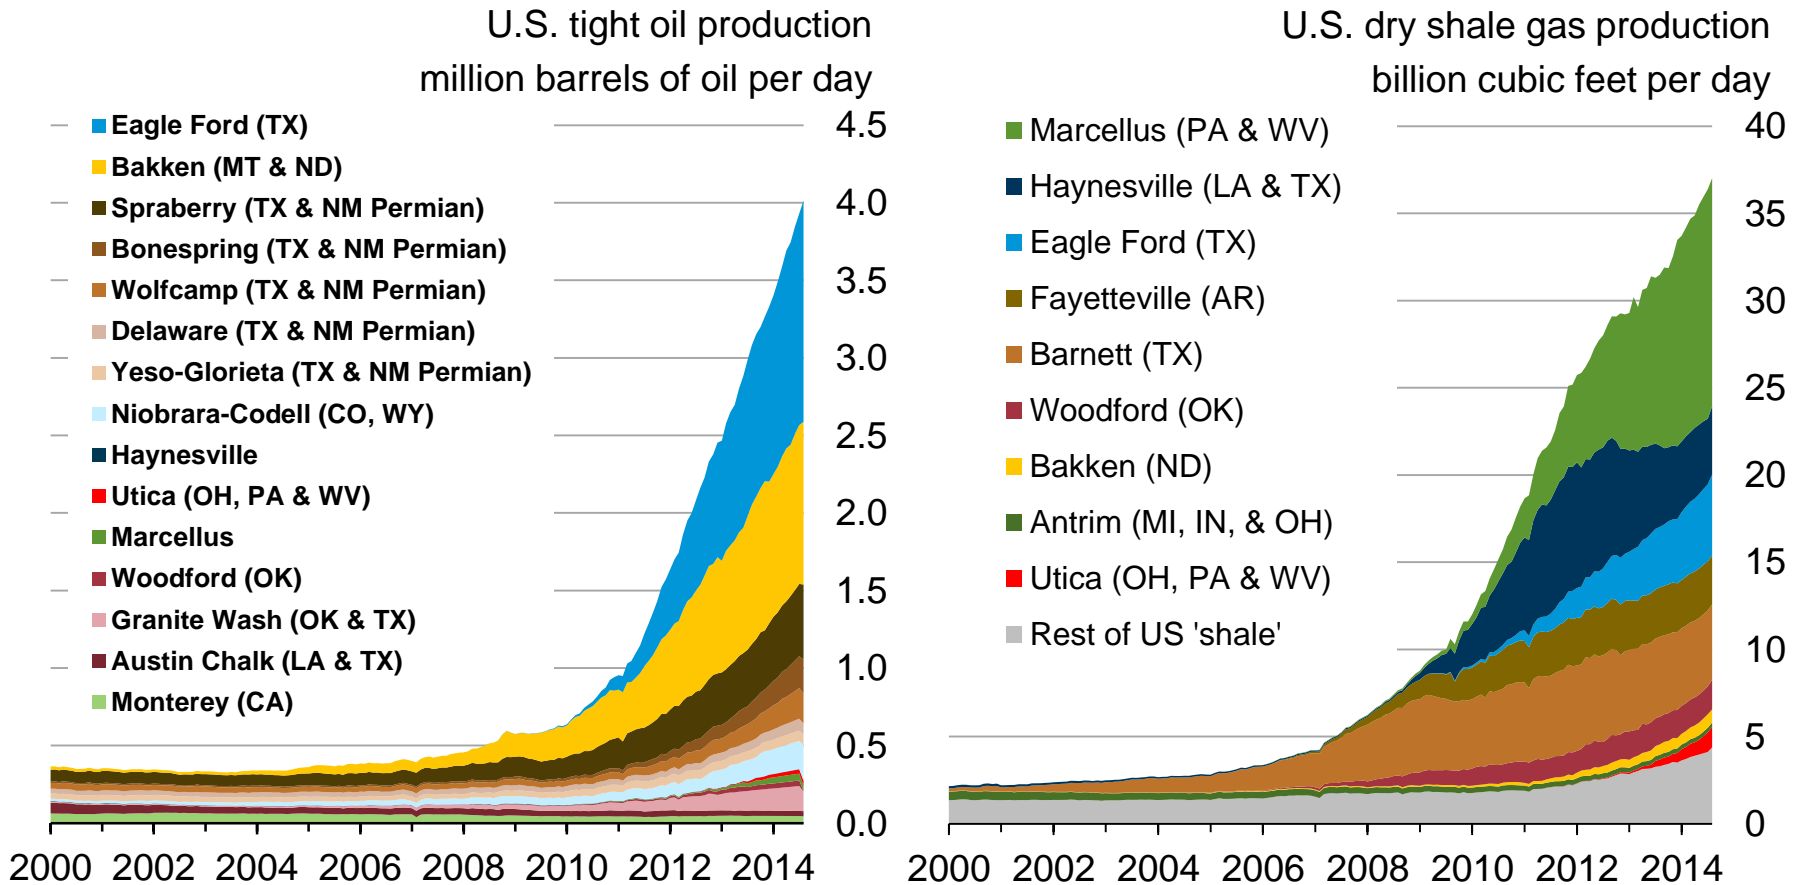 U.S. tight oil production
million barrels of oil per day
Eagle Ford (TX)
Bakken (MT & ND)
Spraberry (TX & NM Permian)
Bonespring (TX & NM Permian)
Wolfcamp (TX & NM Permian)
Delaware (TX & NM Permian)
Yeso-Glorieta (TX & NM Permian)
Niobrara-Codell (CO, WY)
Haynesville
Utica (OH, PA & WV)
Marcellus
Woodford (OK)
Granite Wash (OK & TX)
Austin Chalk (LA & TX)
Monterey (CA)
4.5
4.0
3.5
3.0
2.5
2.0
1.5
1.0
0.5
0.0
2000 2002 2004 2006 2008 2010 2012 2014
U.S. dry shale gas production
billion cubic feet per day
Marcellus (PA & WV)
Haynesville (LA & TX)
Eagle Ford (TX)
Fayetteville (AR)
Barnett (TX)
Woodford (OK)
Bakken (ND)
Antrim (MI, IN, & OH)
Utica (OH, PA & WV)
Rest of US 'shale'
40
35
30
25
20
15
10
5
0
2000 2002 2004 2006 2008 2010 2012 2014